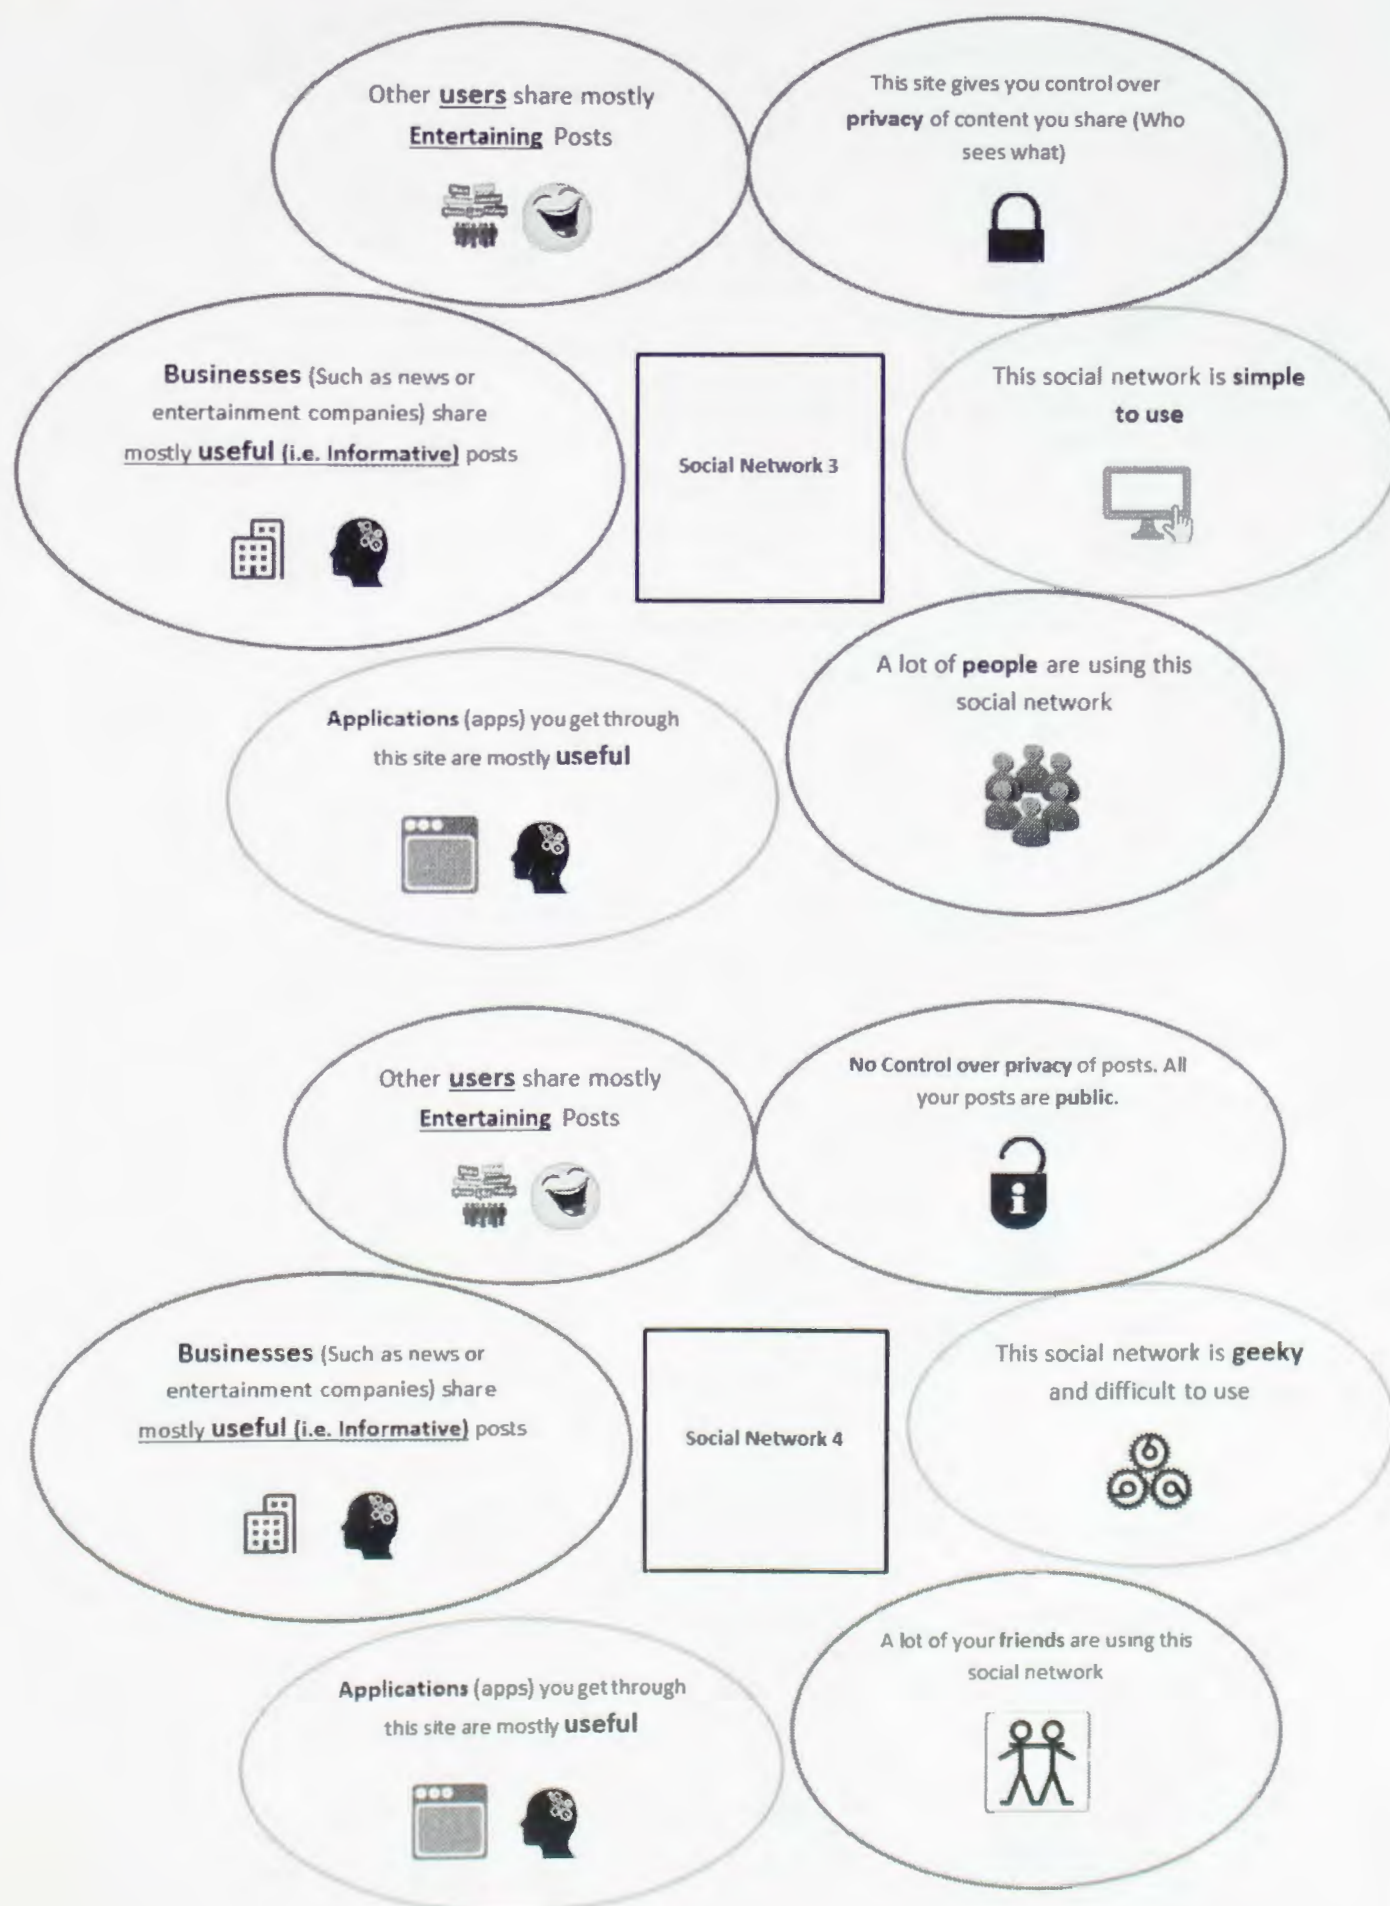 Other users share mostly
Entertaining Posts
This site gives you control over
privacy of content you share (Who
sees what)
Businesses (Such as news or
entertainment companies) share
mostly useful (i.e. Informative) posts
Social Network 3
This social network is simple
to use
Applications (apps) you get through
this site are mostly useful
A lot of people are using this
social network
Other users share mostly
Entertaining Posts
No Control over privacy of posts. All
your posts are public.
Businesses (Such as news or
entertainment companies) share
mostly useful (i.e. Informative) posts
Social Network 4
This social network is geeky
and difficult to use
Applications (apps) you get through
this site are mostly useful
A lot of your friends are using this
social network